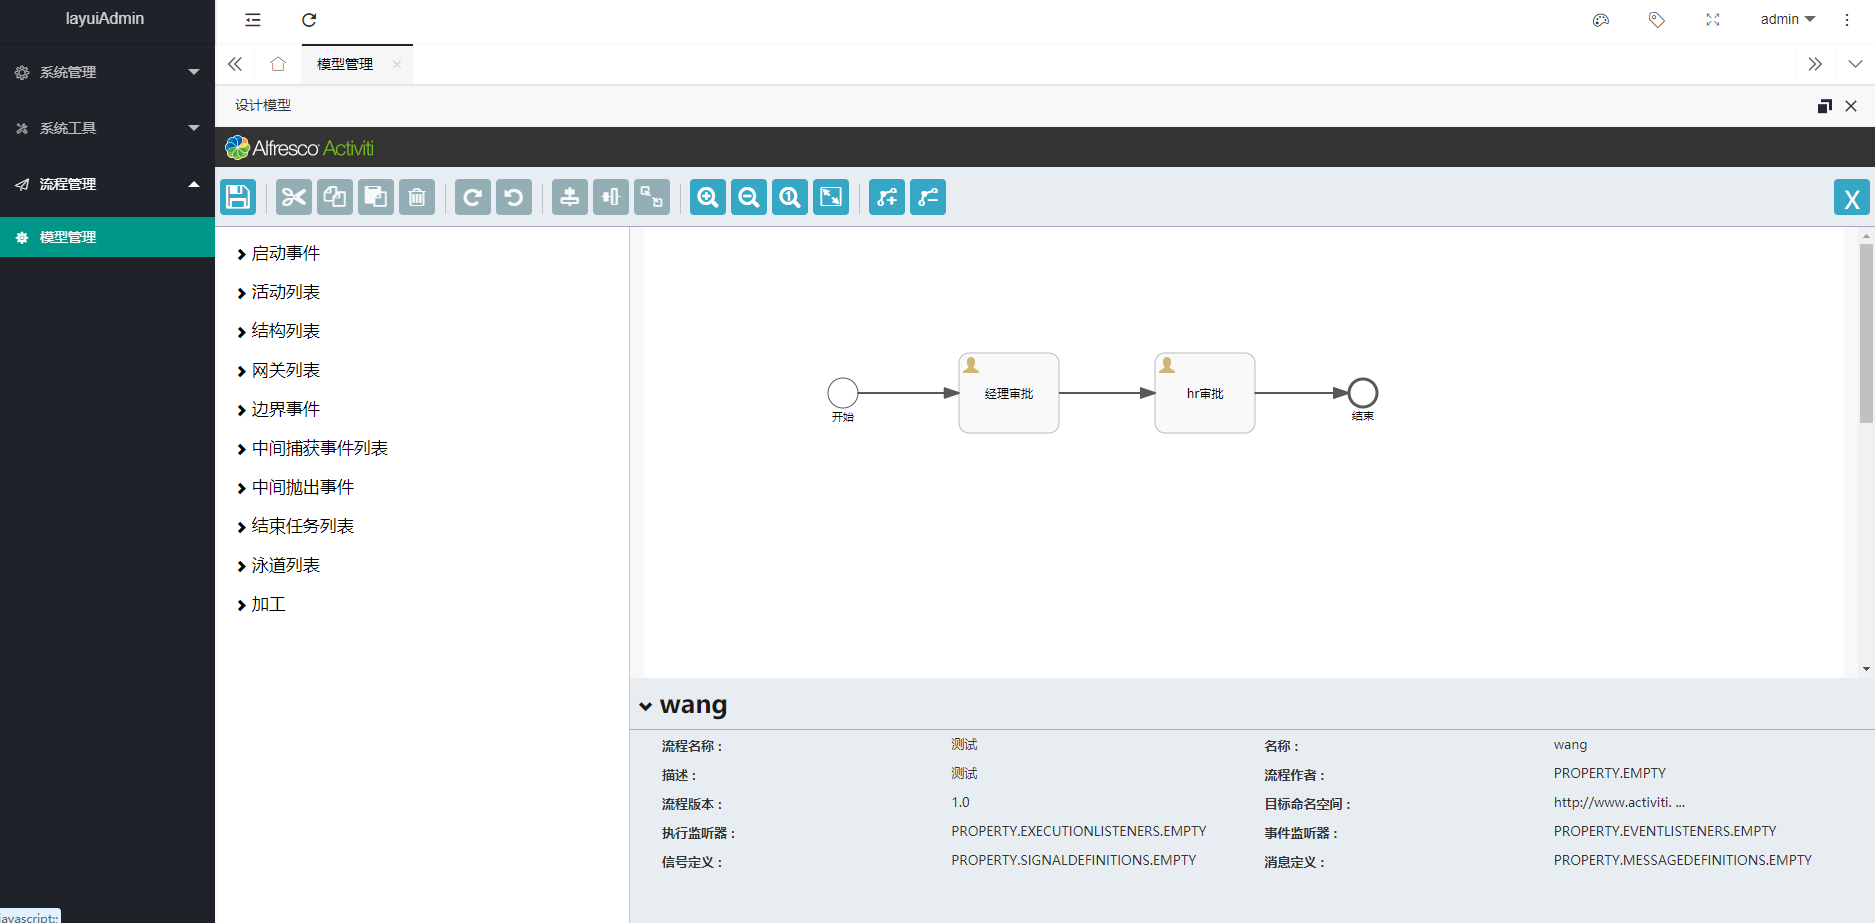 layuiAdmin
admin
系统管理
系统工具
流程管理
模型管理
模型管理
设计模型
Alfresco Activiti
X
启动事件
活动列表
结构列表
网关列表
边界事件
中间捕获事件列表
中间抛出事件
结束任务列表
泳道列表
加工
开始
经理审批
hr审批
结束
wang
流程名称： 测试 名称： wang
描述： 测试 流程作者： PROPERTY.EMPTY
流程版本： 1.0 目标命名空间： http://www.activiti. ...
执行监听器： PROPERTY.EXECUTIONLISTENERS.EMPTY 事件监听器： PROPERTY.EVENTLISTENERS.EMPTY
信号定义： PROPERTY.SIGNALDEFINITIONS.EMPTY 消息定义： PROPERTY.MESSAGEDEFINITIONS.EMPTY
javascript:;